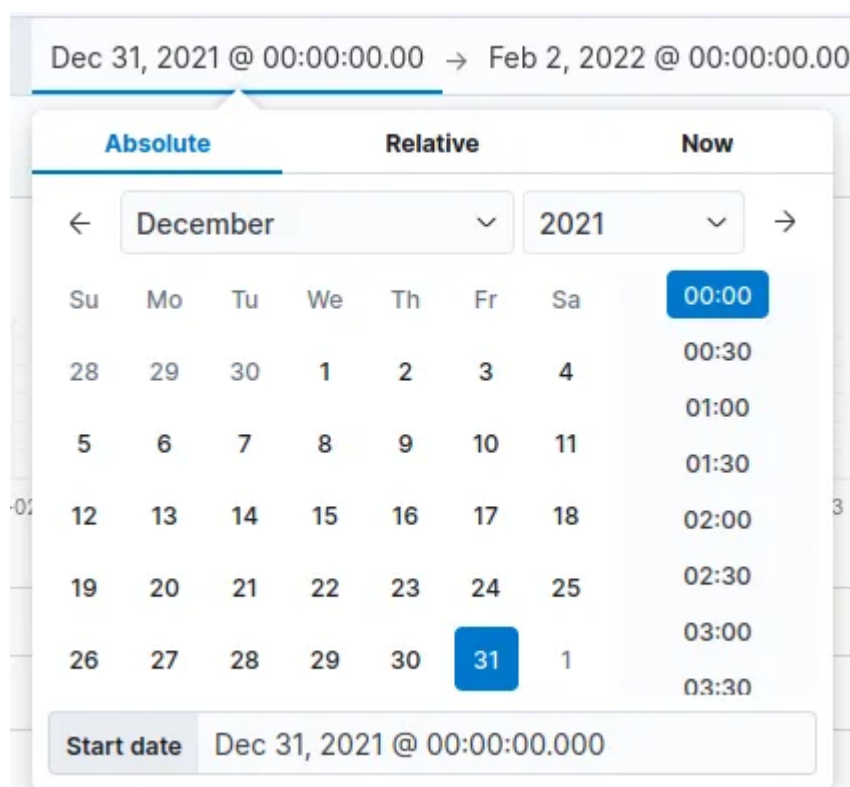 Dec 31, 2021 @ 00:00:00.00 → Feb 2, 2022 @ 00:00:00.00
Absolute Relative Now
← December 2021 →
Su Mo Tu We Th Fr Sa 00:00
28 29 30 1 2 3 4 00:30
01:00
5 6 7 8 9 10 11 01:30
12 13 14 15 16 17 18 02:00
19 20 21 22 23 24 25 02:30
03:00
26 27 28 29 30 31 1 03:30
Start date Dec 31, 2021 @ 00:00:00.000